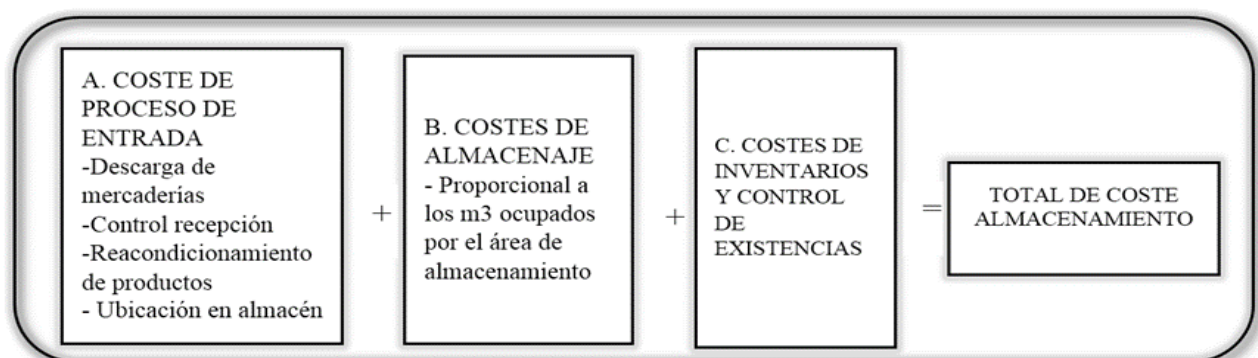 A. COSTE DE
PROCESO DE
ENTRADA
-Descarga de
mercaderías
-Control recepción
-Reacondicionamiento
de productos
- Ubicación en almacén
+
B. COSTES DE
ALMACENAJE
- Proporcional a
los m3 ocupados
por el área de
almacenamiento
+
C. COSTES DE
INVENTARIOS
Y CONTROL
DE
EXISTENCIAS
=
TOTAL DE COSTE
ALMACENAMIENTO